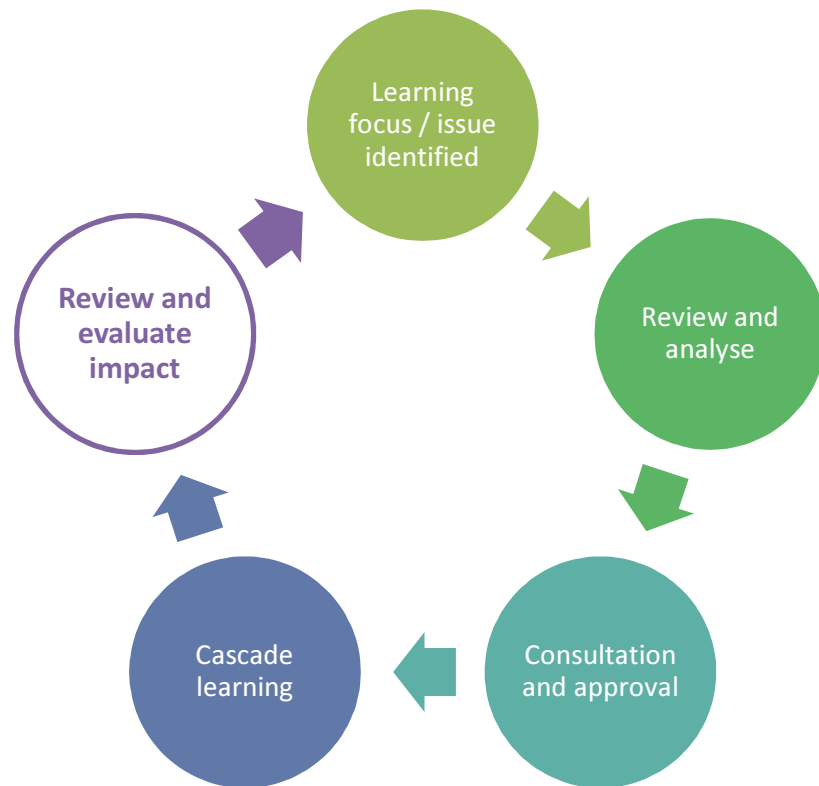 Learning
focus / issue
identified
Review and
analyse
Consultation
and approval
Cascade
learning
Review and
evaluate
impact